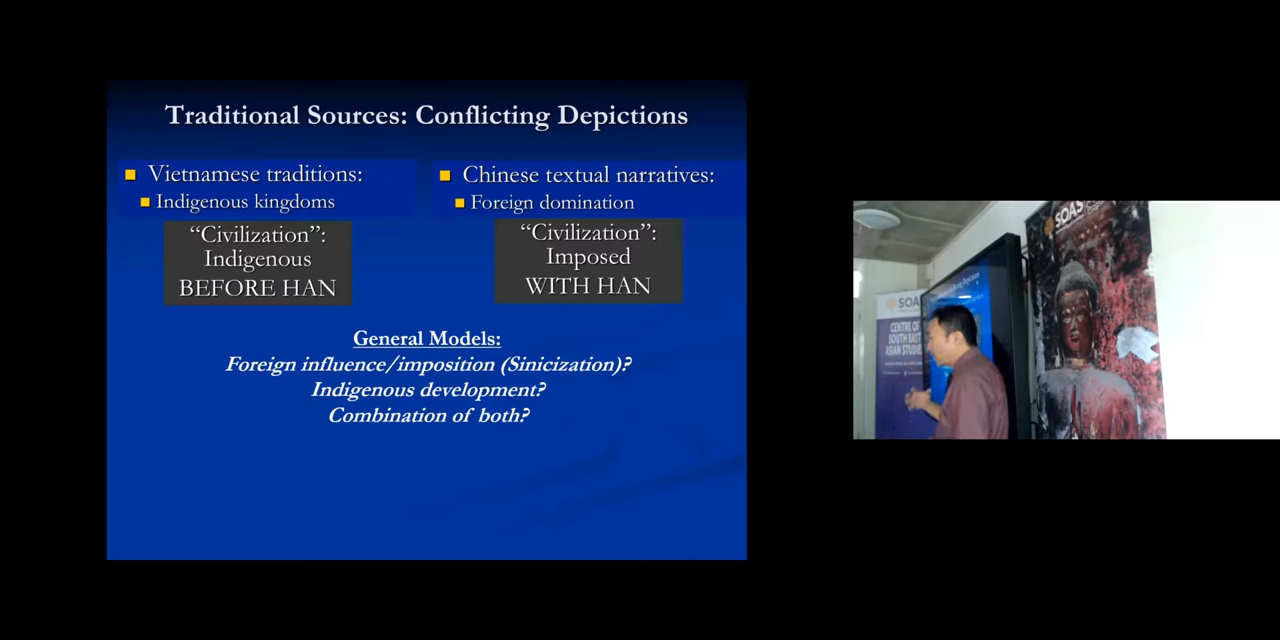 Traditional Sources: Conflicting Depictions
Vietnamese traditions:
Indigenous kingdoms
"Civilization":
Indigenous
BEFORE HAN
Chinese textual narratives:
Foreign domination
"Civilization":
Imposed
WITH HAN
General Models:
Foreign influence/imposition (Sinicization)?
Indigenous development?
Combination of both?
SOAS
CENTRE OF
SOUTH EAST
ASIAN STUDIES
SOAS